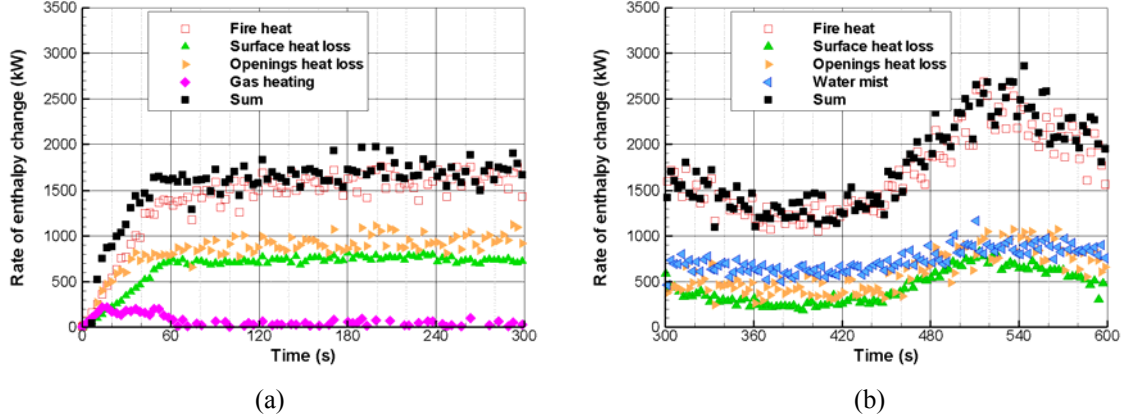 Rate of enthalpy change (kW)
3500
3000
2500
2000
1500
1000
500
0
0
60
120
180
240
300
Time (s)
Fire heat
Surface heat loss
Openings heat loss
Gas heating
Sum
(a)
Rate of enthalpy change (kW)
3500
3000
2500
2000
1500
1000
500
0
300
360
420
480
540
600
Time (s)
Fire heat
Surface heat loss
Openings heat loss
Water mist
Sum
(b)